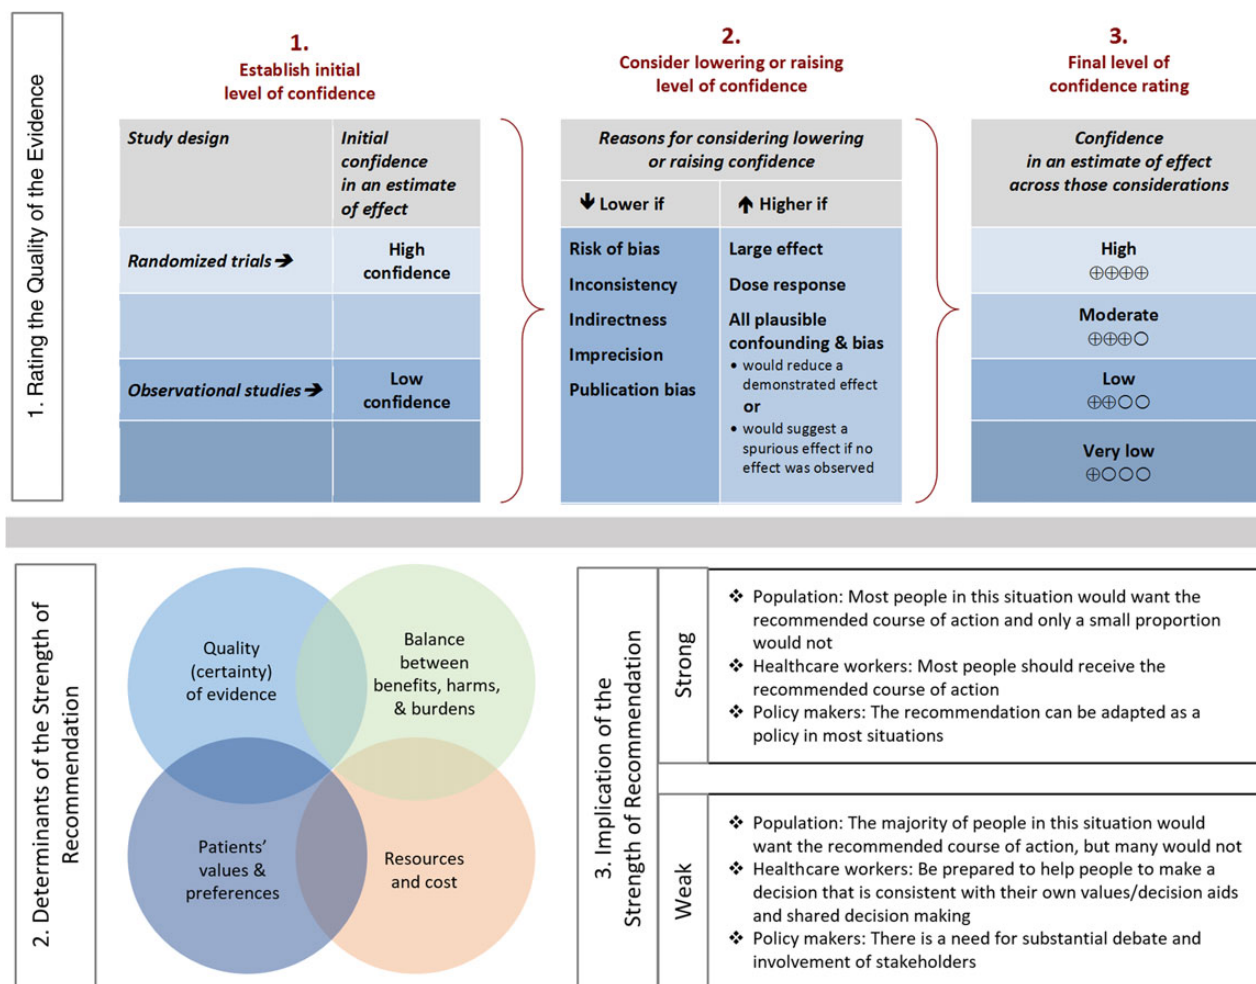 1. Rating the Quality of the Evidence
1.
Establish initial
level of confidence
Study design
Initial
confidence
in an estimate
of effect
Randomized trials➔
High
confidence
Observational studies➔
Low
confidence
2.
Consider lowering or raising
level of confidence
Reasons for considering lowering
or raising confidence
🡻 Lower if
🡹 Higher if
Risk of bias
Inconsistency
Indirectness
Imprecision
Publication bias
Large effect
Dose response
All plausible
confounding & bias
• would reduce a
demonstrated effect
or
• would suggest a
spurious effect if no
effect was observed
3.
Final level of
confidence rating
Confidence
in an estimate of effect
across those considerations
High
⊕⊕⊕⊕
Moderate
⊕⊕⊕○
Low
⊕⊕○○
Very low
⊕○○○
2. Determinants of the Strength of
Recommendation
Quality
(certainty)
of evidence
Balance
between
benefits, harms,
& burdens
Patients’
values &
preferences
Resources
and cost
3. Implication of the
Strength of Recommendation
Strong
❖ Population: Most people in this situation would want the
recommended course of action and only a small proportion
would not
❖ Healthcare workers: Most people should receive the
recommended course of action
❖ Policy makers: The recommendation can be adapted as a
policy in most situations
Weak
❖ Population: The majority of people in this situation would
want the recommended course of action, but many would not
❖ Healthcare workers: Be prepared to help people to make a
decision that is consistent with their own values/decision aids
and shared decision making
❖ Policy makers: There is a need for substantial debate and
involvement of stakeholders